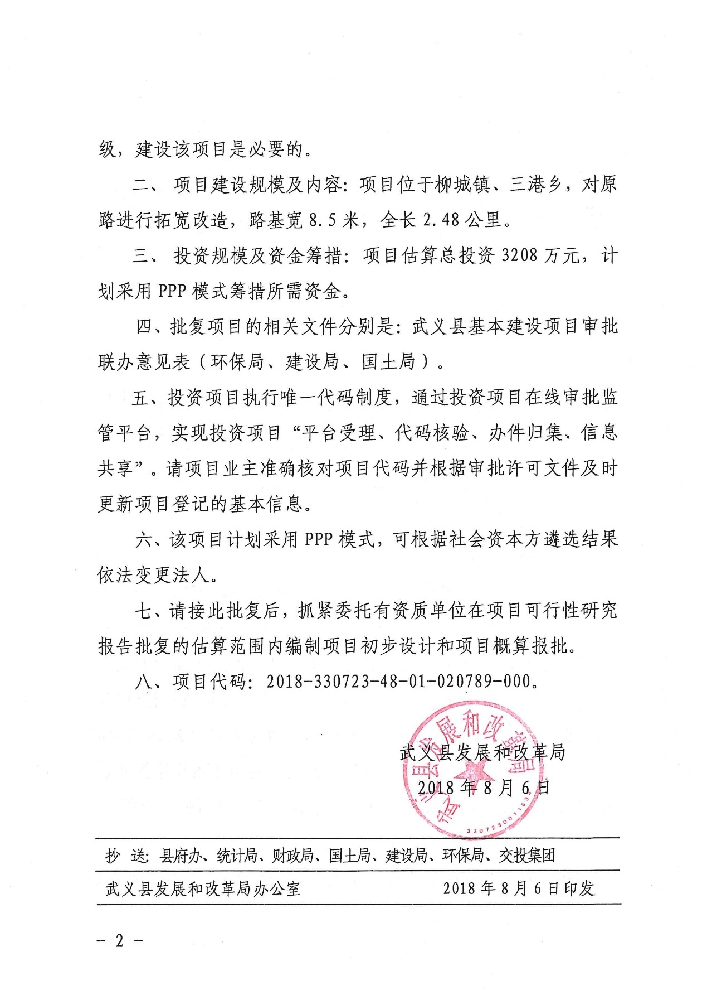 级，建设该项目是必要的。
二、 项目建设规模及内容：项目位于柳城镇、三港乡，对原
路进行拓宽改造，路基宽 8.5 米，全长 2.48 公里。
三、 投资规模及资金筹措：项目估算总投资 3208 万元，计
划采用 PPP 模式筹措所需资金。
四、批复项目的相关文件分别是：武义县基本建设项目审批
联办意见表（环保局、建设局、国土局）。
五、投资项目执行唯一代码制度，通过投资项目在线审批监
管平台，实现投资项目“平台受理、代码核验、办件归集、信息
共享”。请项目业主准确核对项目代码并根据审批许可文件及时
更新项目登记的基本信息。
六、该项目计划采用 PPP 模式，可根据社会资本方遴选结果
依法变更法人。
七、请接此批复后，抓紧委托有资质单位在项目可行性研究
报告批复的估算范围内编制项目初步设计和项目概算报批。
八、项目代码：2018-330723-48-01-020789-000。
武义县发展和改革局
武义县发展和改革局
2018 年 8 月 6 日
3307230011634
抄 送：县府办、统计局、财政局、国土局、建设局、环保局、交投集团
武义县发展和改革局办公室 2018 年 8 月 6 日印发
- 2 -